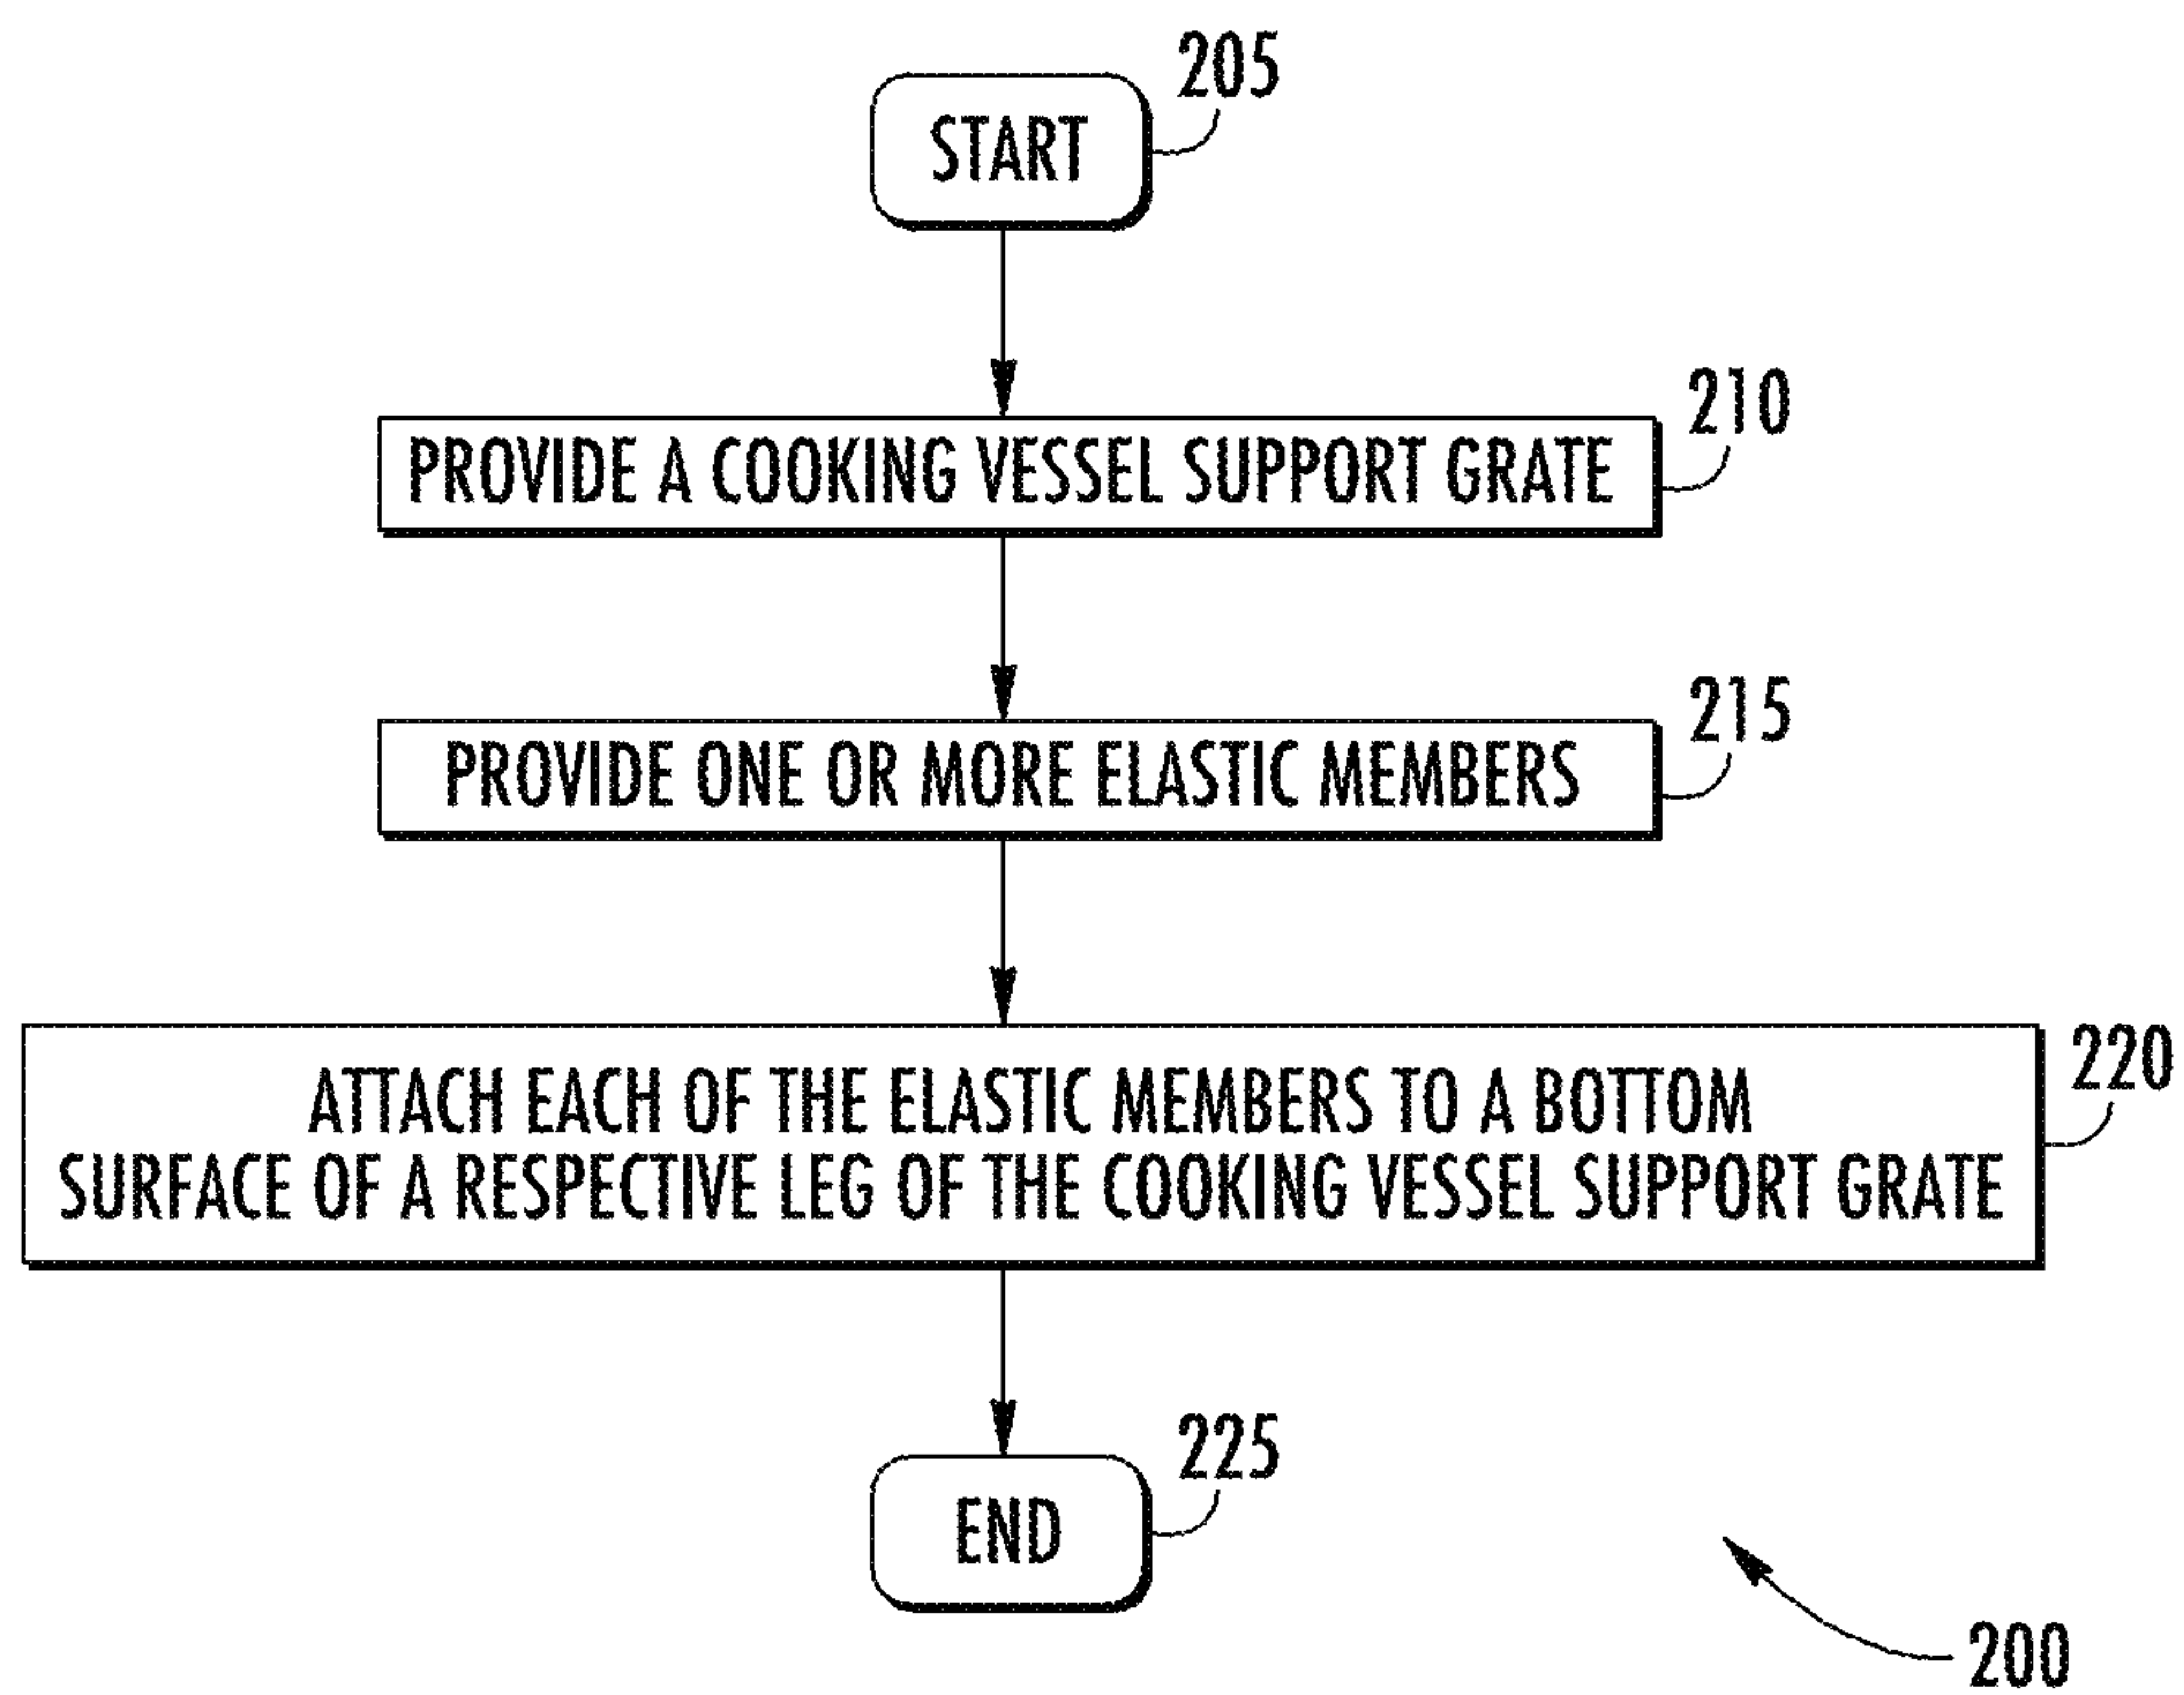 205
START
210
PROVIDE A COOKING VESSEL SUPPORT GRATE
215
PROVIDE ONE OR MORE ELASTIC MEMBERS
220
ATTACH EACH OF THE ELASTIC MEMBERS TO A BOTTOM
SURFACE OF A RESPECTIVE LEG OF THE COOKING VESSEL SUPPORT GRATE
225
END
200